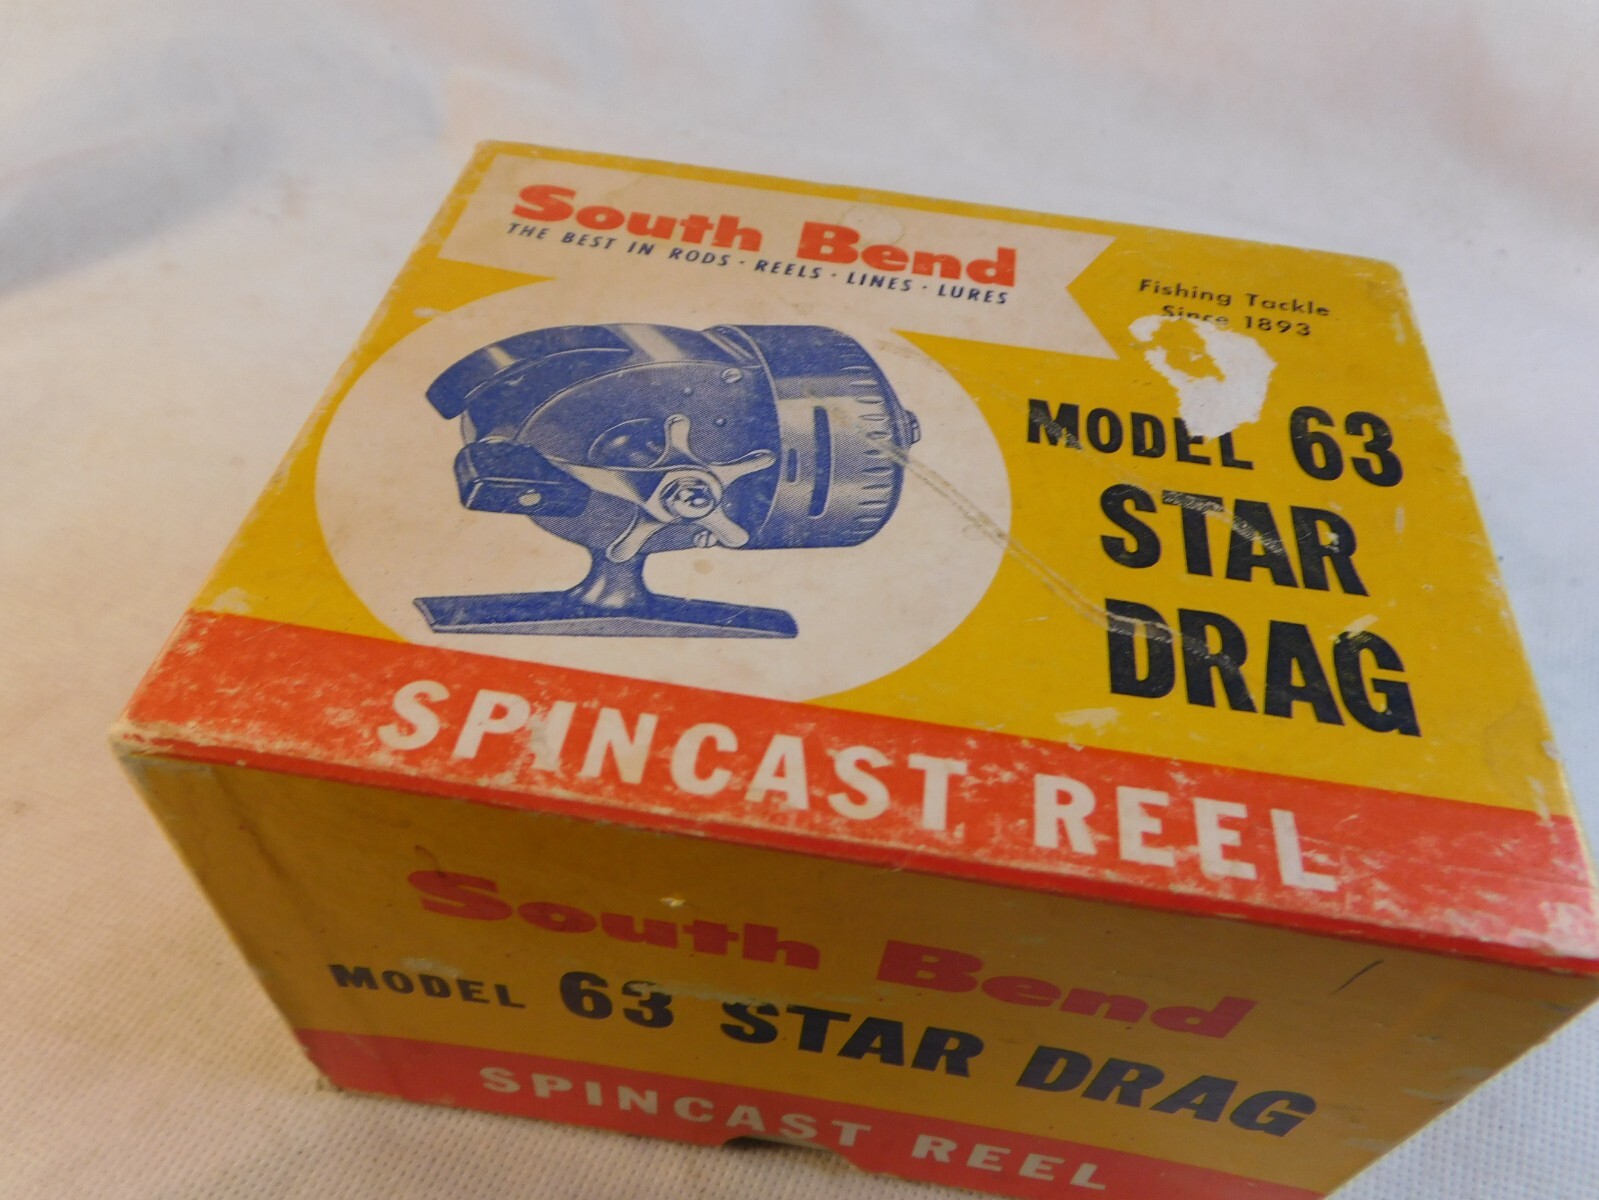 South Bend
THE BEST IN RODS · REELS · LINES · LURES
Fishing Tackle
Since 1893
MODEL 63
STAR
DRAG
SPINCAST REEL
South Bend
MODEL 63 STAR DRAG
SPINCAST REEL